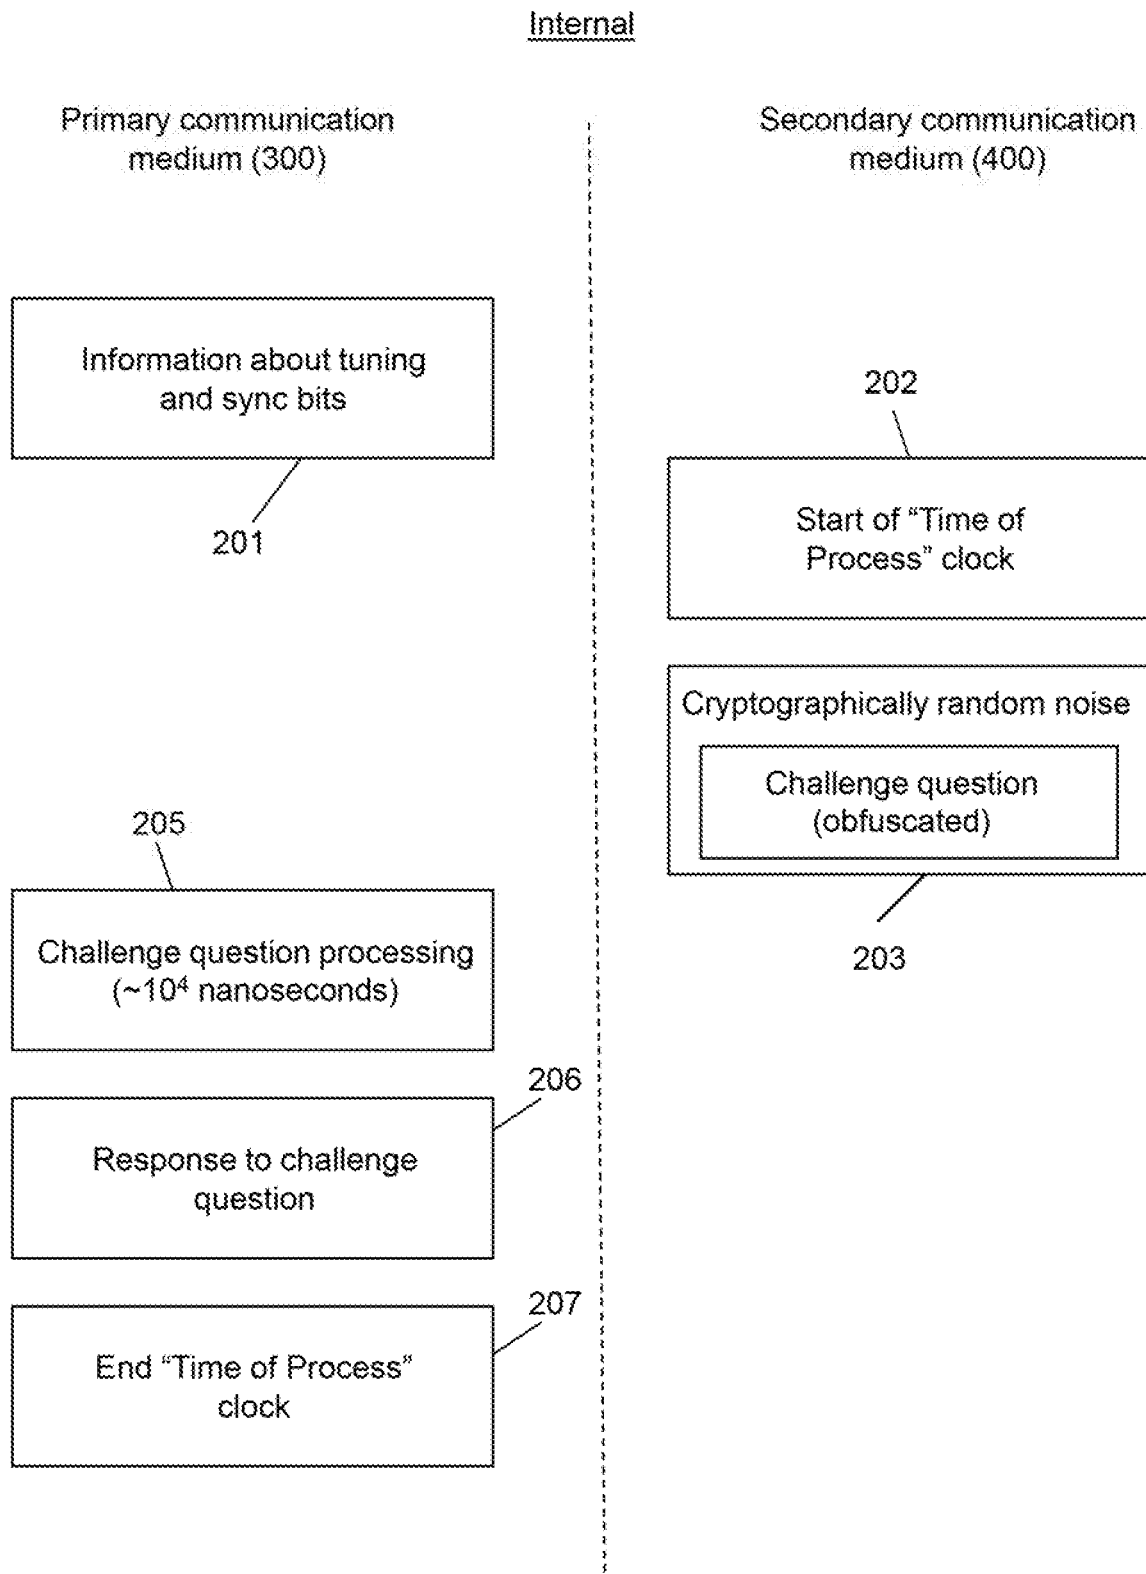 Internal
Primary communication
medium (300)
Secondary communication
medium (400)
Information about tuning
and sync bits
201
202
Start of “Time of
Process” clock
Cryptographically random noise
Challenge question
(obfuscated)
203
205
Challenge question processing
(~10⁴ nanoseconds)
206
Response to challenge
question
207
End “Time of Process”
clock